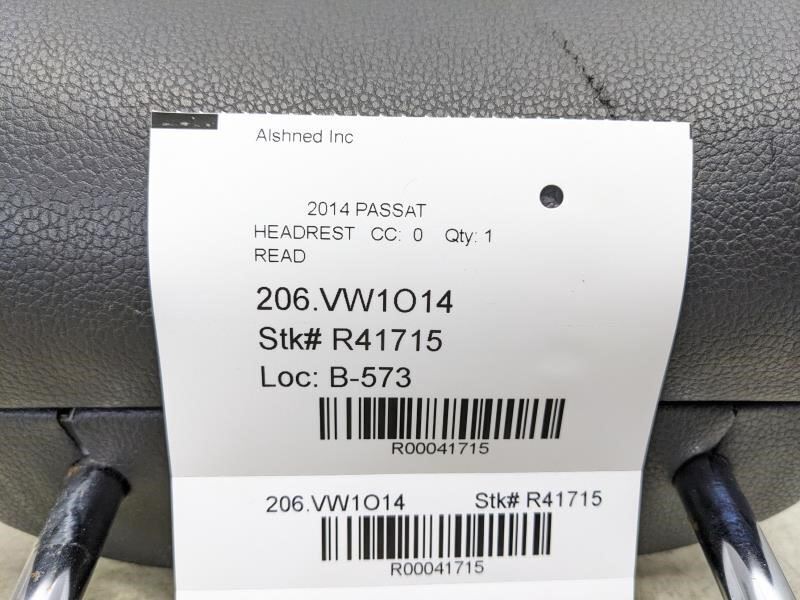 Alshned Inc
2014 PASSAT
HEADREST CC: 0 Qty: 1
READ
206.VW1O14
Stk# R41715
Loc: B-573
R00041715
206.VW1O14 Stk# R41715
R00041715